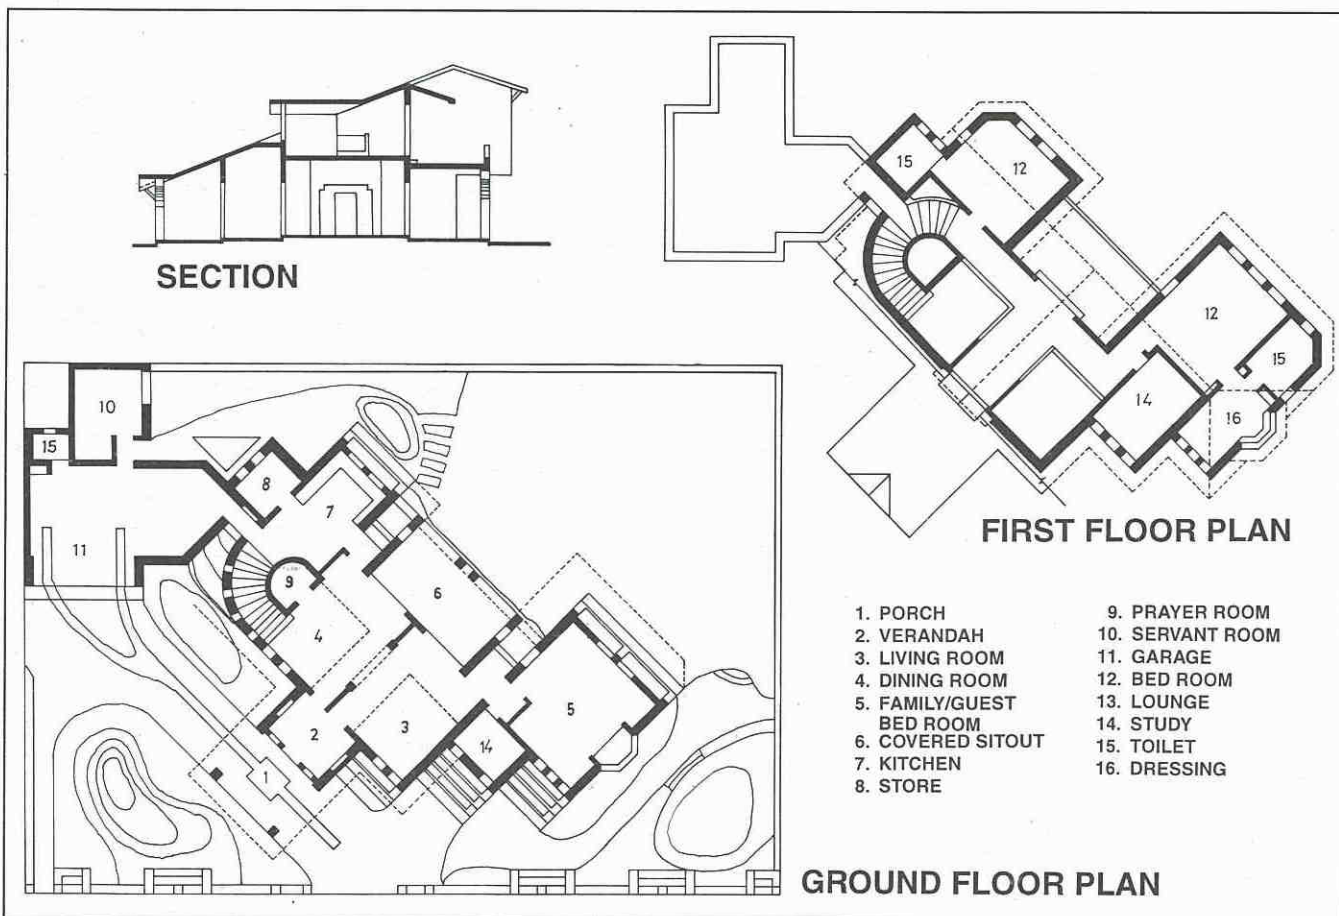 SECTION
15
12
12
15
14
16
FIRST FLOOR PLAN
10
15
8
7
11
9
6
4
5
2
3
14
1
GROUND FLOOR PLAN
1. PORCH
2. VERANDAH
3. LIVING ROOM
4. DINING ROOM
5. FAMILY/GUEST
BED ROOM
6. COVERED SITOUT
7. KITCHEN
8. STORE
9. PRAYER ROOM
10. SERVANT ROOM
11. GARAGE
12. BED ROOM
13. LOUNGE
14. STUDY
15. TOILET
16. DRESSING